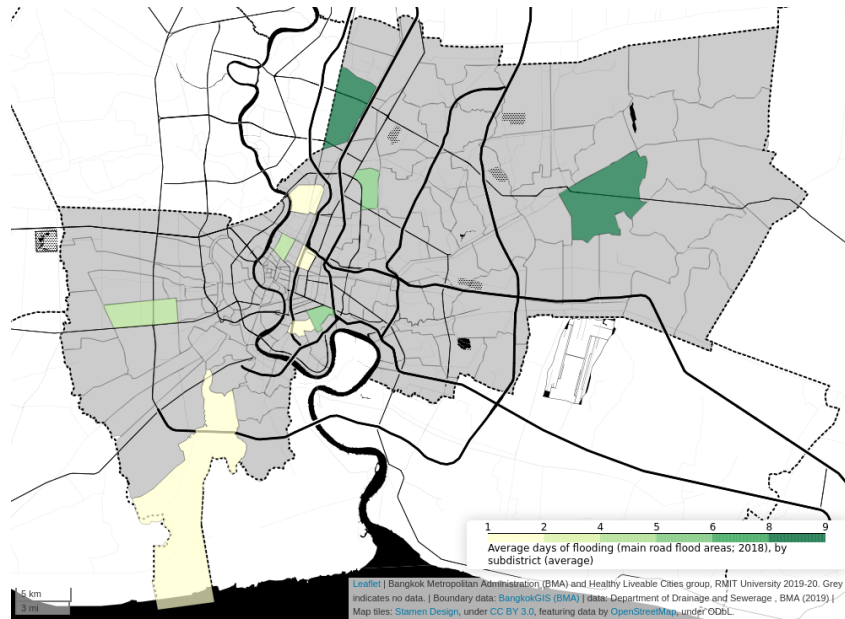 1 2 4 5 6 8 9
Average days of flooding (main road flood areas; 2018), by
subdistrict (average)
5 km
3 mi
Leaflet | Bangkok Metropolitan Administration (BMA) and Healthy Liveable Cities group, RMIT University 2019-20. Grey
indicates no data. | Boundary data: BangkokGIS (BMA) | data: Department of Drainage and Sewerage , BMA (2019) |
Map tiles: Stamen Design, under CC BY 3.0, featuring data by OpenStreetMap, under ODbL.